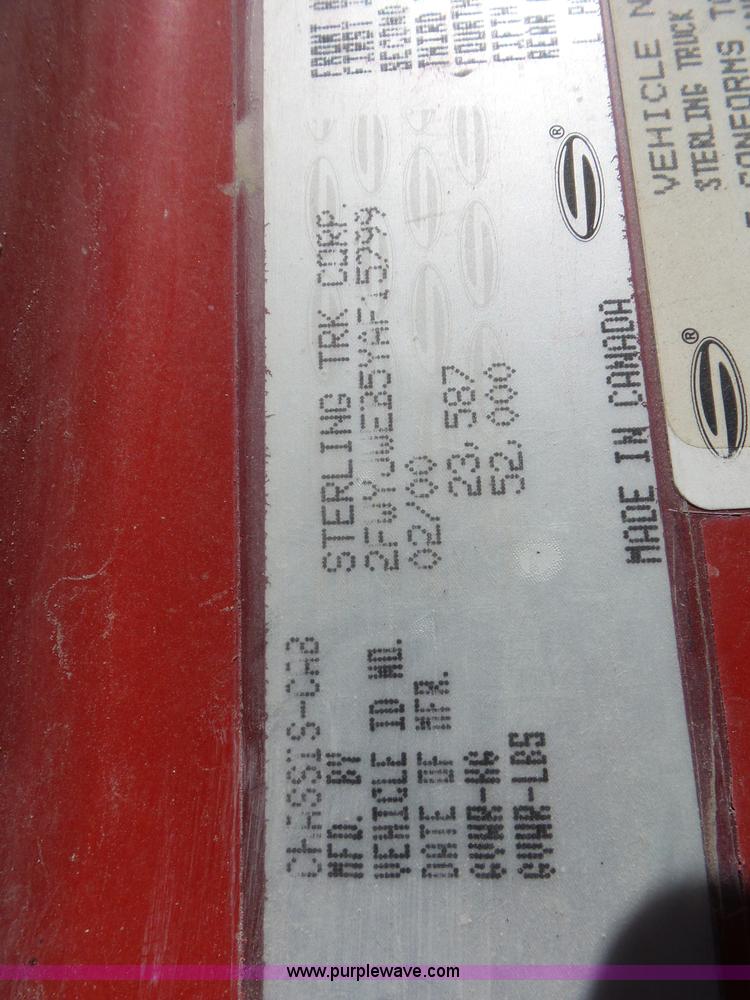 CHASSIS-CAB
MFD. BY STERLING TRK CORP.
VEHICLE ID NO.
DATE OF MFR. 02/00
GVWR-KG 23,587
GVWR-LBS 52,000
MADE IN CANADA
FRONT
FIRST
SECOND
THIRD
FOURTH
FIFTH
REAR
VEHICLE
STERLING TRUCK
CONFORMS TO
www.purplewave.com